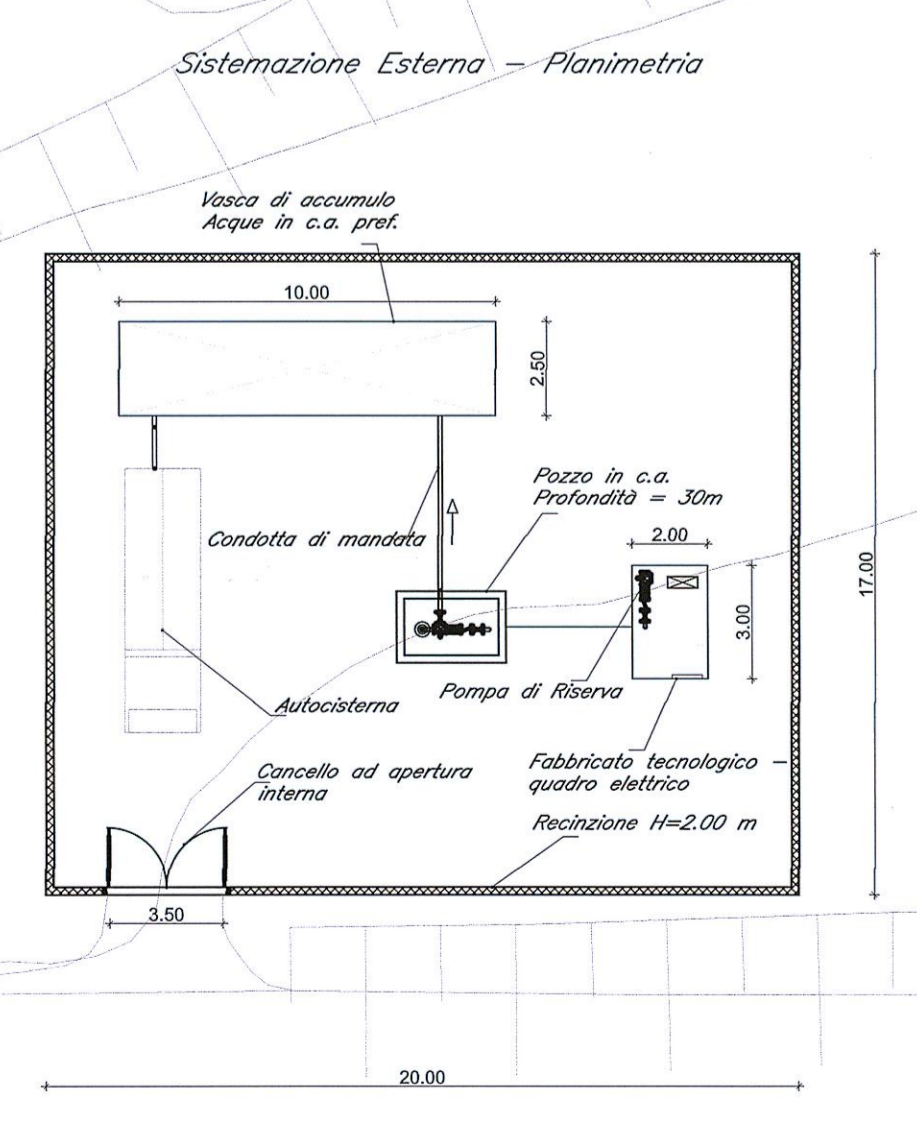 Sistemazione Esterna – Planimetria
Vasca di accumulo
Acque in c.a. pref.
10.00
2.50
Pozzo in c.a.
Profondità = 30m
Condotta di mandata
2.00
3.00
17.00
Pompa di Riserva
Autocisterna
Fabbricato tecnologico –
quadro elettrico
Cancello ad apertura
interna
Recinzione H=2.00 m
3.50
20.00